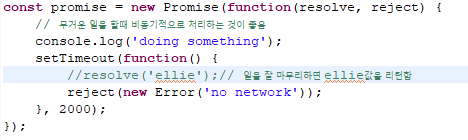 const promise = new Promise(function(resolve, reject) {
// 무거운 일을 할때 비동기적으로 처리하는 것이 좋음
console.log('doing something');
setTimeout(function() {
//resolve('ellie');// 일을 잘 마무리하면 ellie값을 리턴함
reject(new Error('no network'));
}, 2000);
});